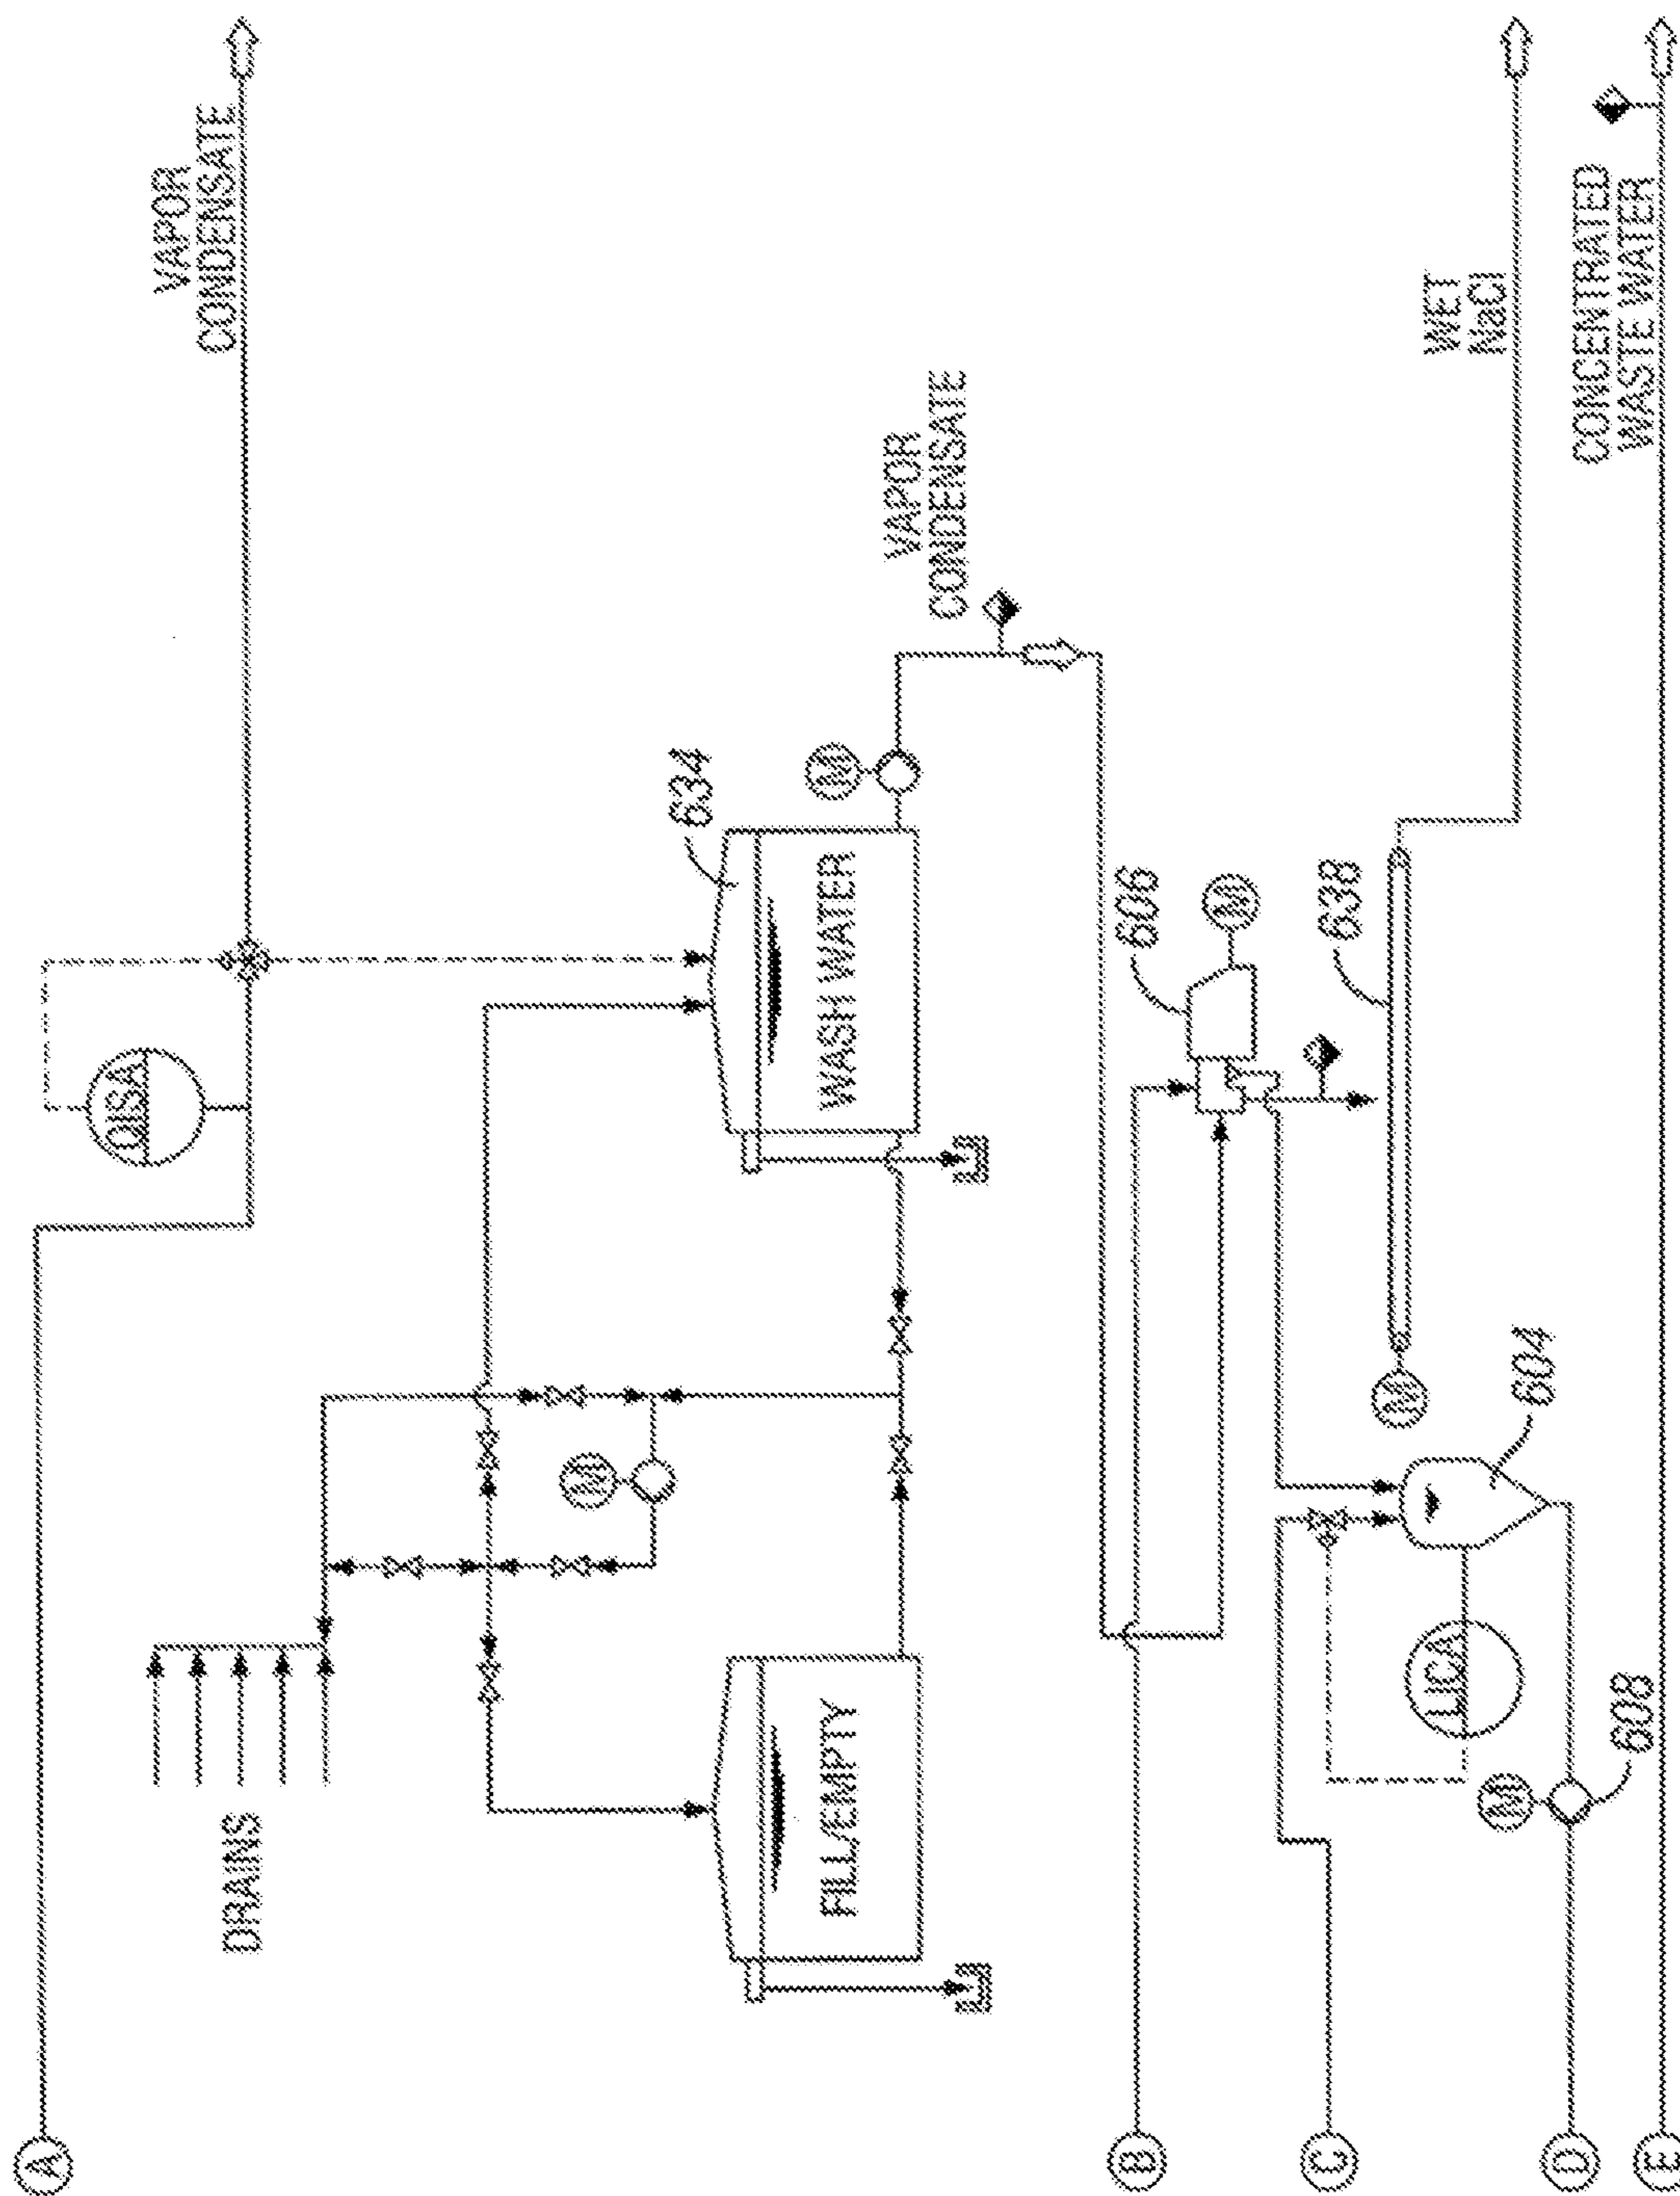 A
QISA
VAPOR
CONDENSATE
DRAINS
M
634
FILL/EMPTY
WASH WATER
M
VAPOR
CONDENSATE
B
606
M
C
LICA
604
638
M
WET
NaCl
D
M
608
E
CONCENTRATED
WASTE WATER